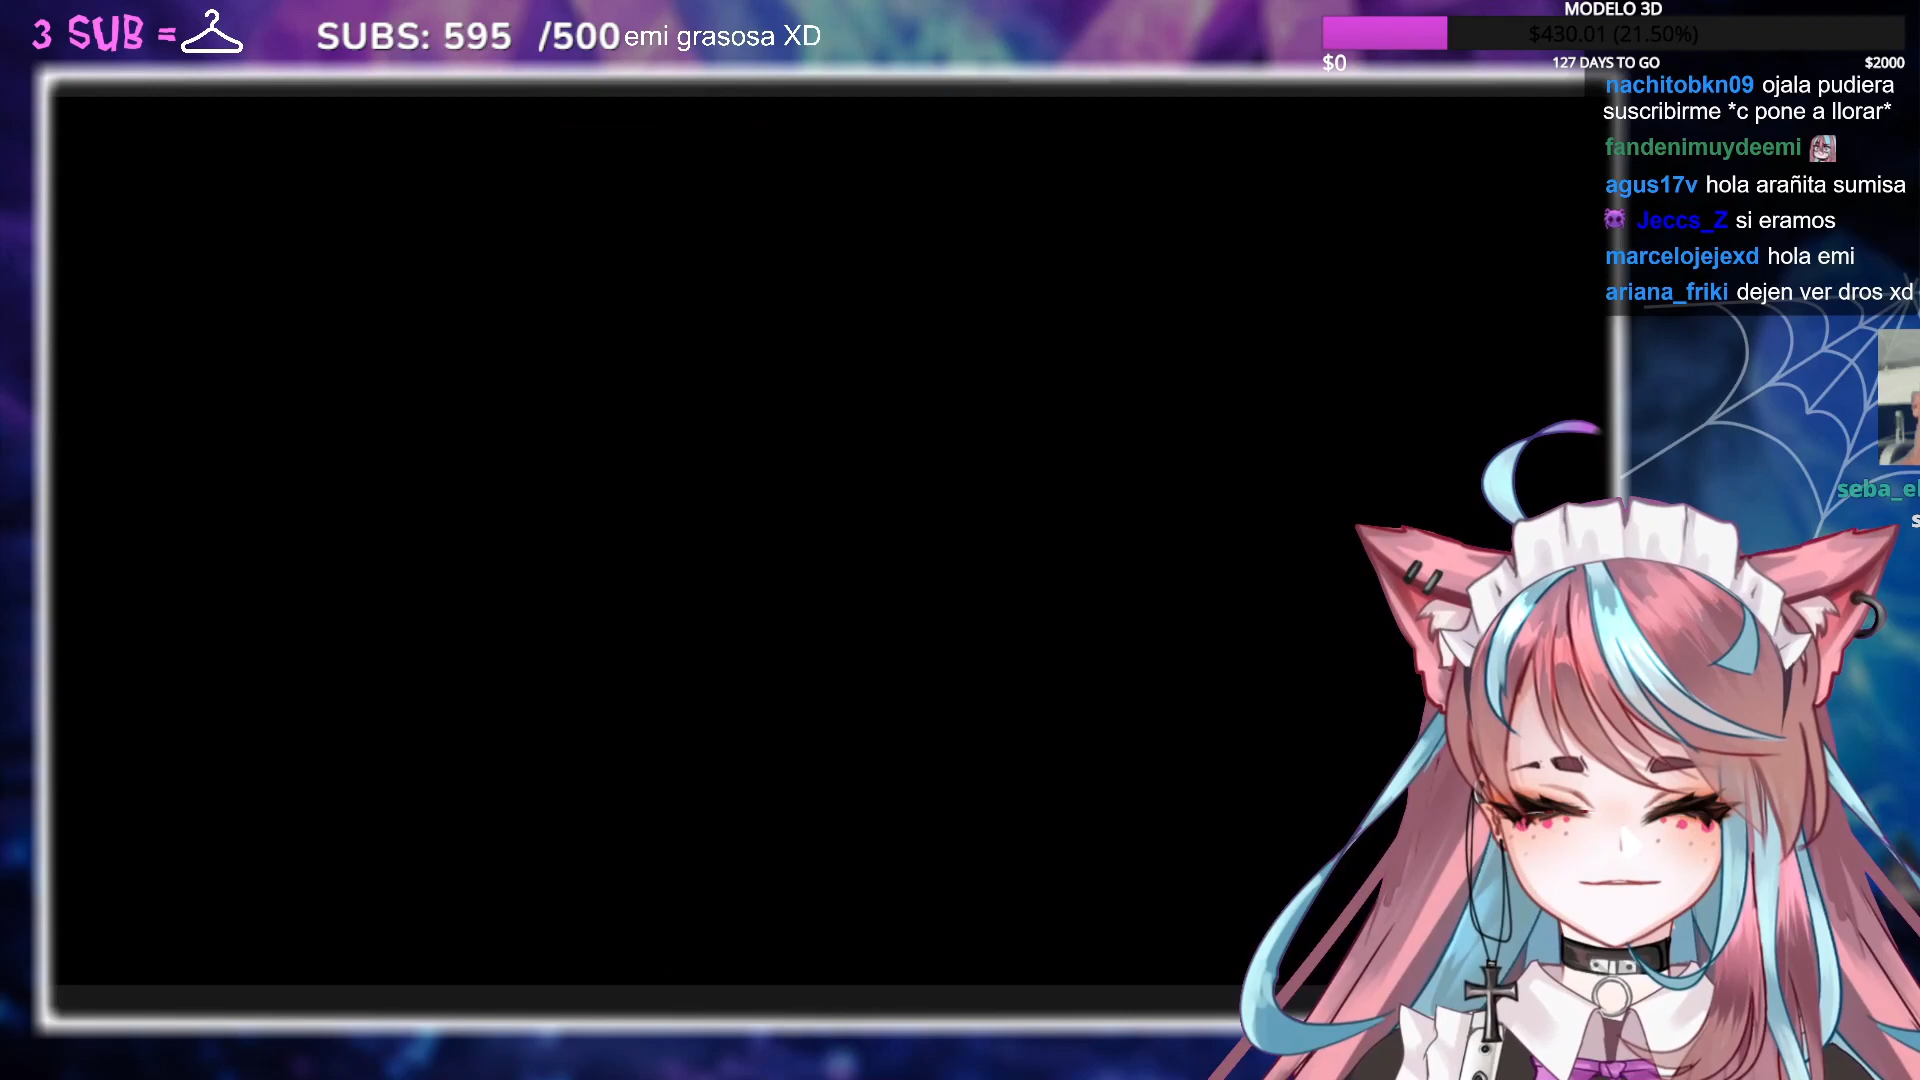 3 SUB =
SUBS: 595 /500 emi grasosa XD
MODELO 3D
$430.01 (21.50%)
$0
127 DAYS TO GO
$2000
nachitobkn09 ojala pudiera
suscribirme *c pone a llorar*
fandenimuydeemi
agus17v hola arañita sumisa
Jeccs_Z si eramos
marcelojejexd hola emi
ariana_friki dejen ver dros xd